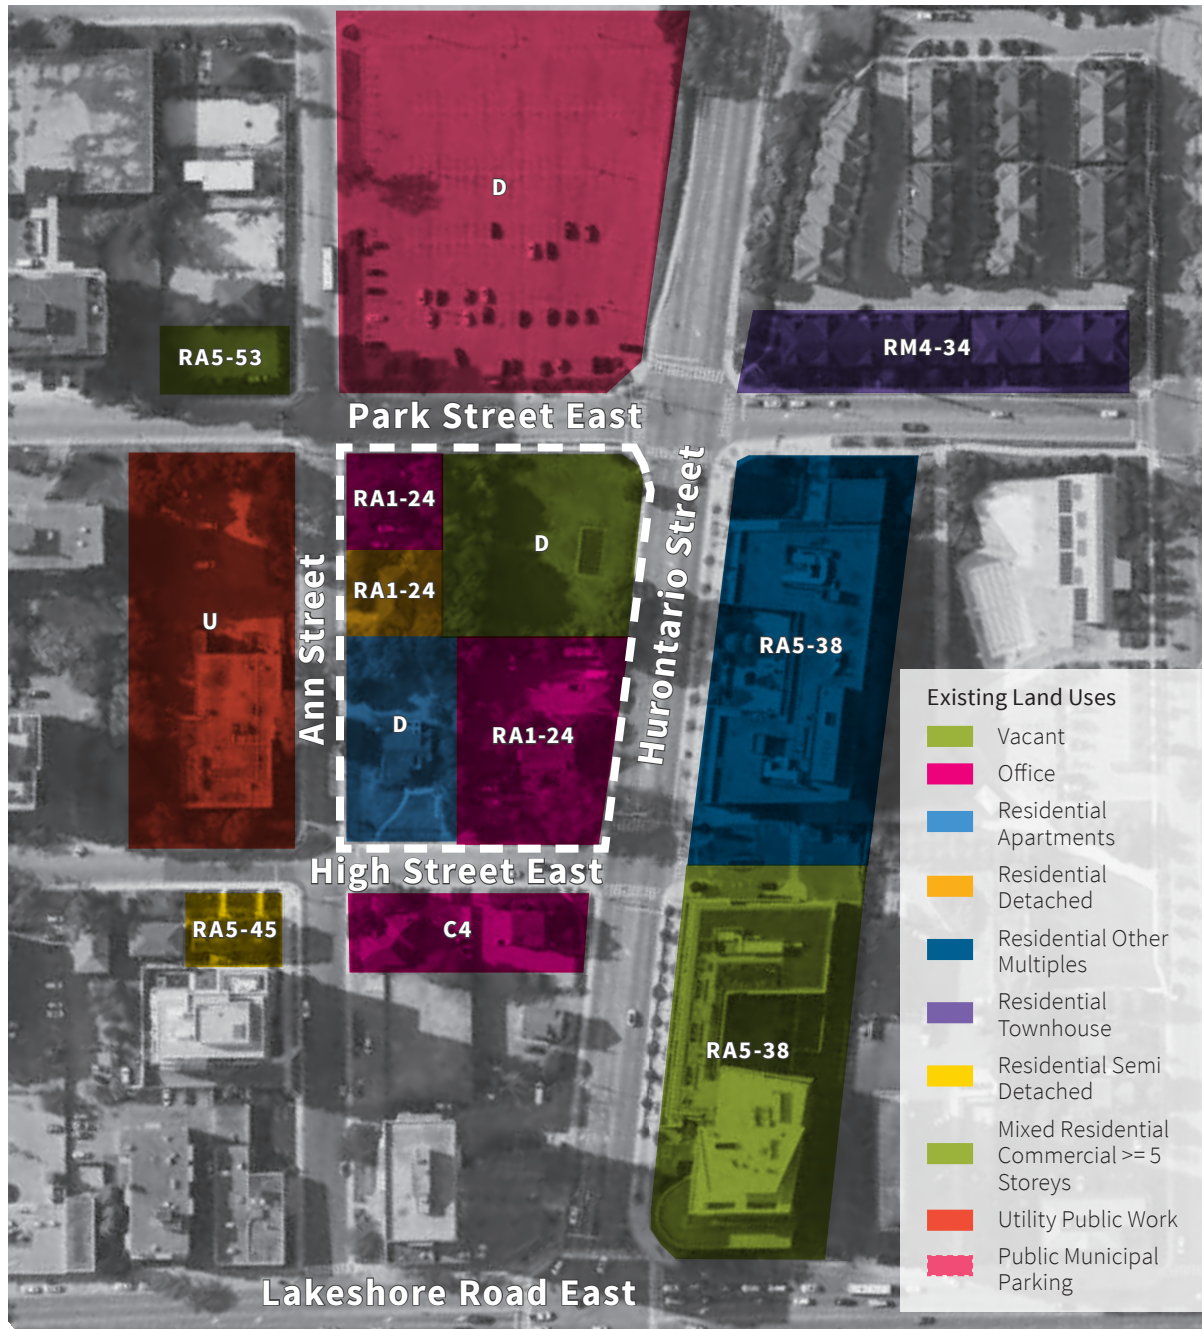 D
RA5-53
RM4-34
Park Street East
RA1-24
D
RA1-24
U
Ann Street
Hurontario Street
RA5-38
D
RA1-24
High Street East
RA5-45
C4
RA5-38
Lakeshore Road East
Existing Land Uses
Vacant
Office
Residential
Apartments
Residential
Detached
Residential Other
Multiples
Residential
Townhouse
Residential Semi
Detached
Mixed Residential
Commercial >= 5
Storeys
Utility Public Work
Public Municipal
Parking